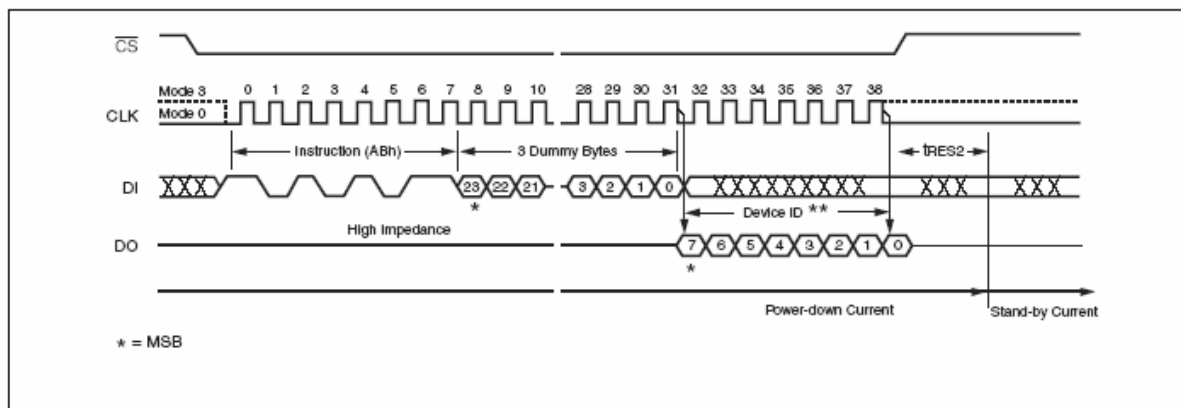 CS
Mode 3 0 1 2 3 4 5 6 7 8 9 10 28 29 30 31 32 33 34 35 36 37 38
CLK Mode 0
Instruction (ABh) 3 Dummy Bytes tRES2
DI 23 22 21 3 2 1 0
* Device ID **
High Impedance
DO 7 6 5 4 3 2 1 0
*
Power-down Current Stand-by Current
* = MSB